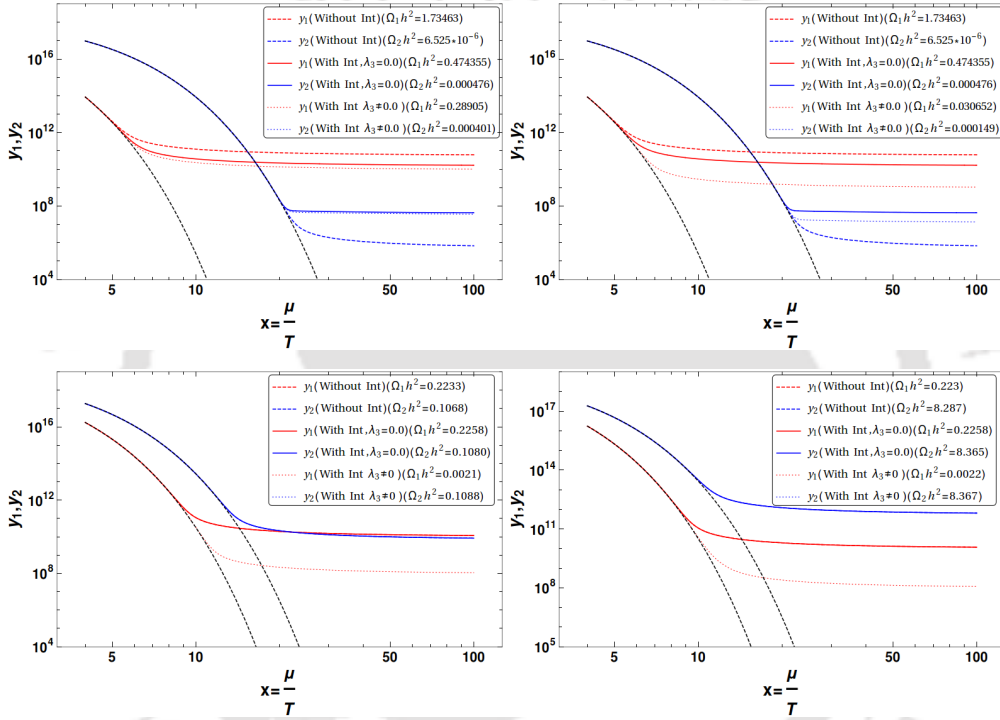 y₁(Without Int)(Ω₁h²=1.73463)
y₂(Without Int)(Ω₂h²=6.525*10⁻⁶)
y₁(With Int,λ₃=0.0)(Ω₁h²=0.474355)
y₂(With Int,λ₃=0.0)(Ω₂h²=0.000476)
y₁(With Int λ₃≠0.0 )(Ω₁h²=0.28905)
y₂(With Int λ₃≠0.0 )(Ω₂h²=0.000401)
y₁,y₂
10¹⁶
10¹²
10⁸
10⁴
5 10 50 100
x=μ/T
y₁(Without Int)(Ω₁h²=1.73463)
y₂(Without Int)(Ω₂h²=6.525*10⁻⁶)
y₁(With Int,λ₃=0.0)(Ω₁h²=0.474355)
y₂(With Int,λ₃=0.0)(Ω₂h²=0.000476)
y₁(With Int λ₃≠0.0 )(Ω₁h²=0.030652)
y₂(With Int λ₃≠0.0 )(Ω₂h²=0.000149)
y₁,y₂
10¹⁶
10¹²
10⁸
10⁴
5 10 50 100
x=μ/T
y₁(Without Int)(Ω₁h²=0.2233)
y₂(Without Int)(Ω₂h²=0.1068)
y₁(With Int,λ₃=0.0)(Ω₁h²=0.2258)
y₂(With Int,λ₃=0.0)(Ω₂h²=0.1080)
y₁(With Int λ₃≠0 )(Ω₁h²=0.0021)
y₂(With Int λ₃≠0 )(Ω₂h²=0.1088)
y₁,y₂
10¹⁶
10¹²
10⁸
10⁴
5 10 50 100
x=μ/T
y₁(Without Int)(Ω₁h²=0.223)
y₂(Without Int)(Ω₂h²=8.287)
y₁(With Int,λ₃=0.0)(Ω₁h²=0.2258)
y₂(With Int,λ₃=0.0)(Ω₂h²=8.365)
y₁(With Int λ₃≠0 )(Ω₁h²=0.0022)
y₂(With Int λ₃≠0 )(Ω₂h²=8.367)
y₁,y₂
10¹⁷
10¹⁴
10¹¹
10⁸
10⁵
5 10 50 100
x=μ/T